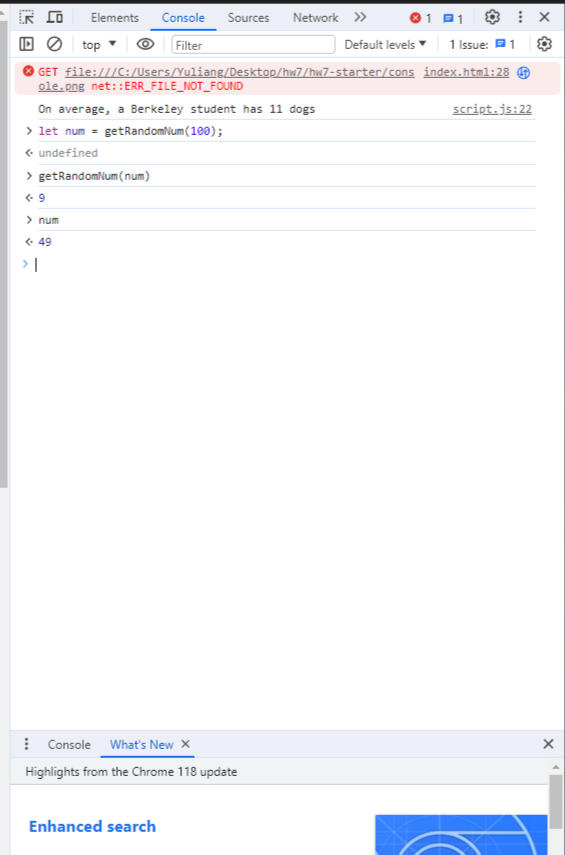 Elements Console Sources Network 1 1
top Filter Default levels 1 Issue: 1
GET file:///C:/Users/Yuliang/Desktop/hw7/hw7-starter/cons index.html:28
ole.png net::ERR_FILE_NOT_FOUND
On average, a Berkeley student has 11 dogs script.js:22
> let num = getRandomNum(100);
undefined
> getRandomNum(num)
9
> num
49
>
Console What's New
Highlights from the Chrome 118 update
Enhanced search